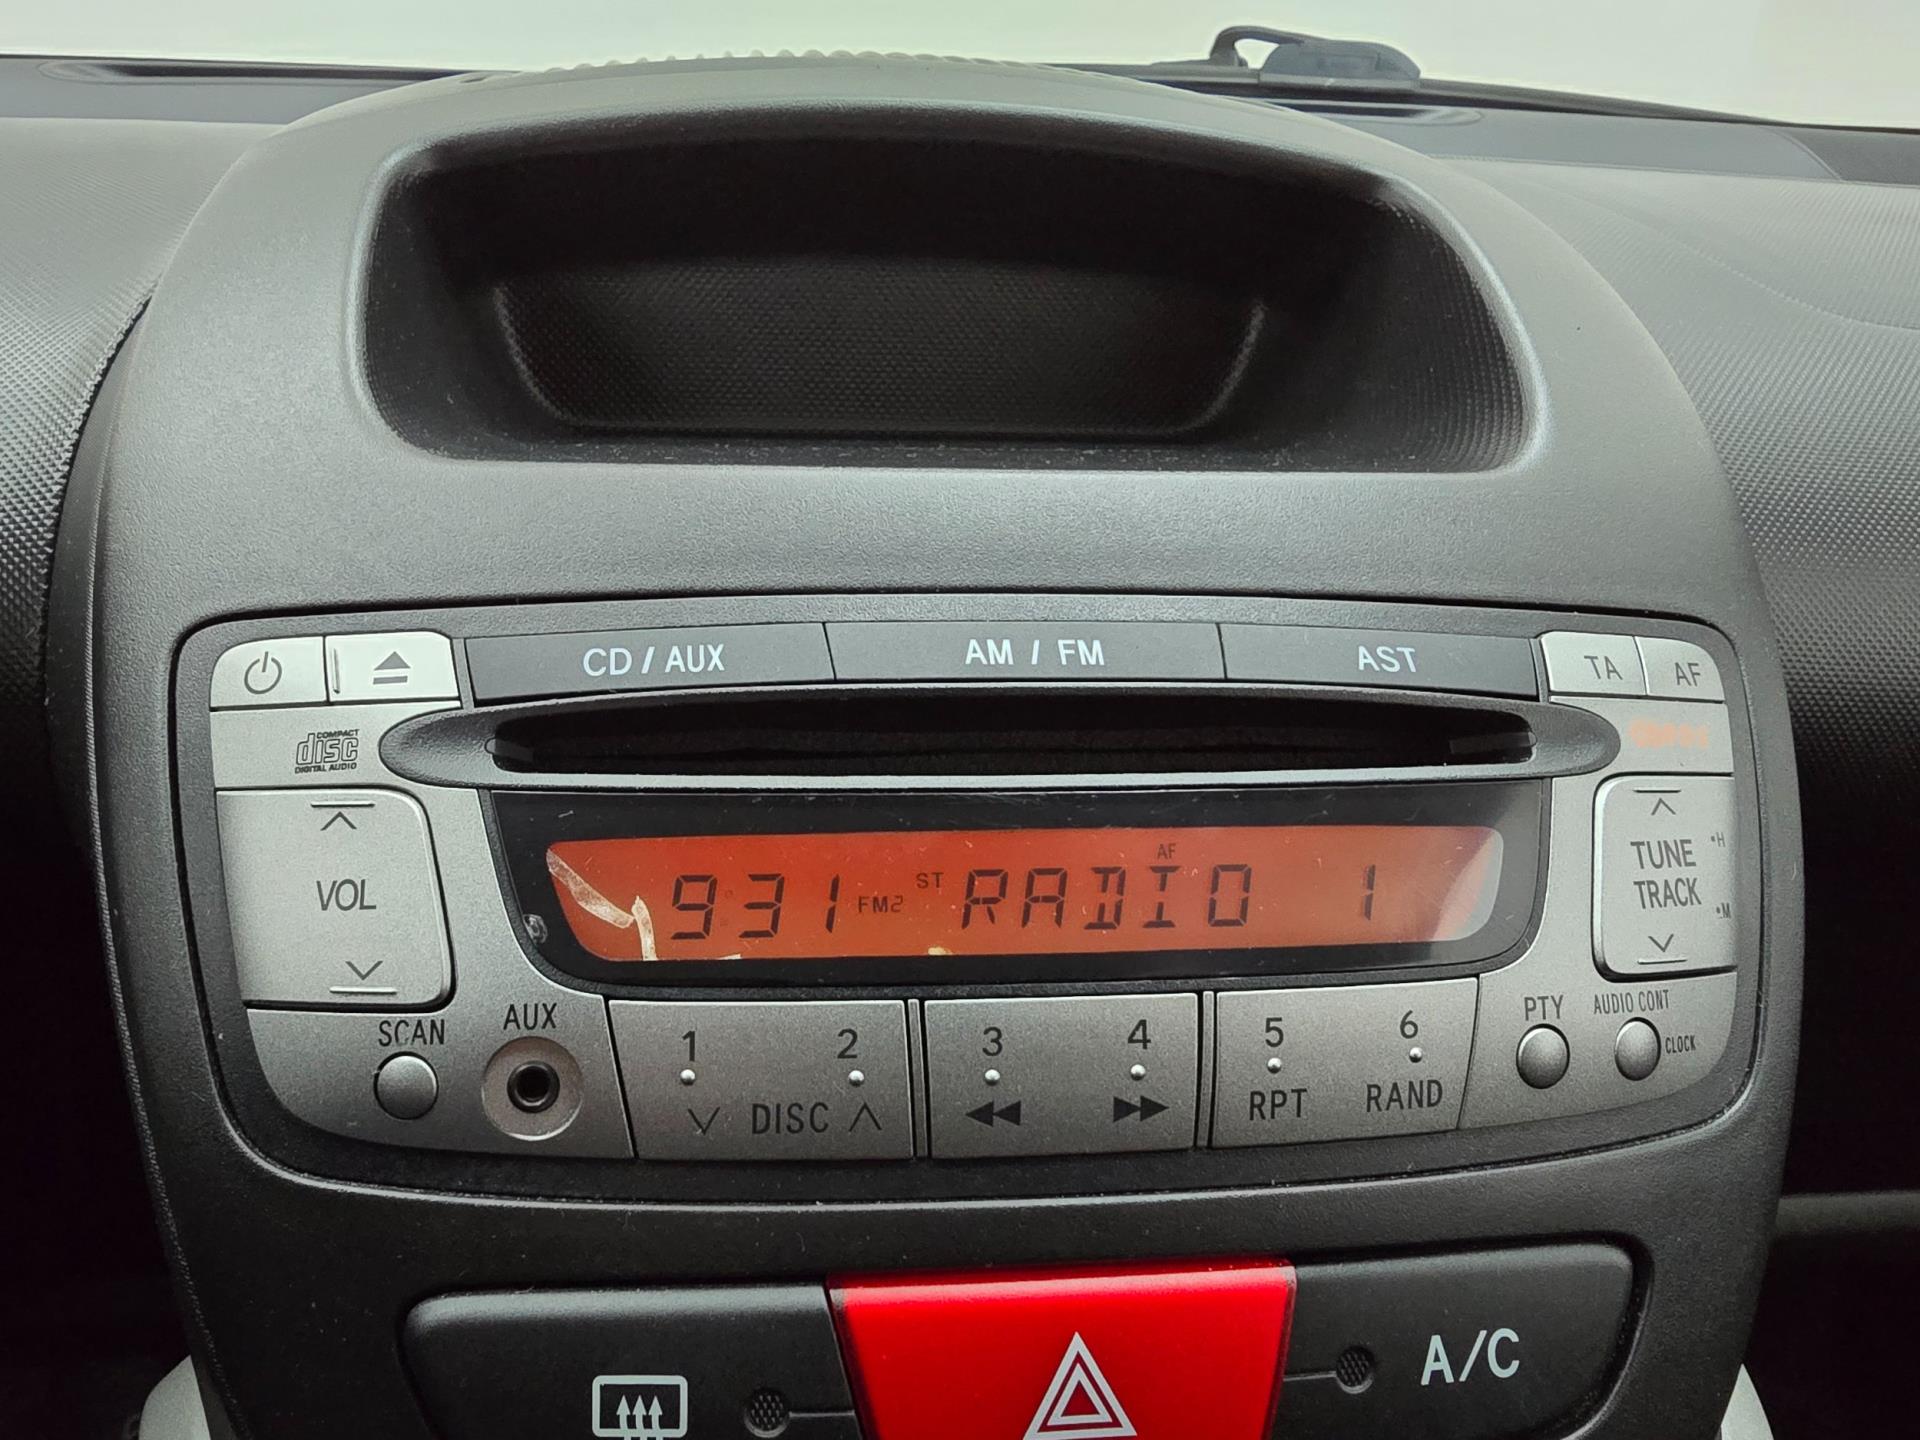 CD / AUX
AM / FM
AST
TA
AF
COMPACT
disc
DIGITAL AUDIO
VOL
931 FM2 ST RADIO 1
AF
TUNE
TRACK
•H
•M
SCAN
AUX
1
2
3
4
5
6
DISC
RPT
RAND
PTY
AUDIO CONT
CLOCK
A/C